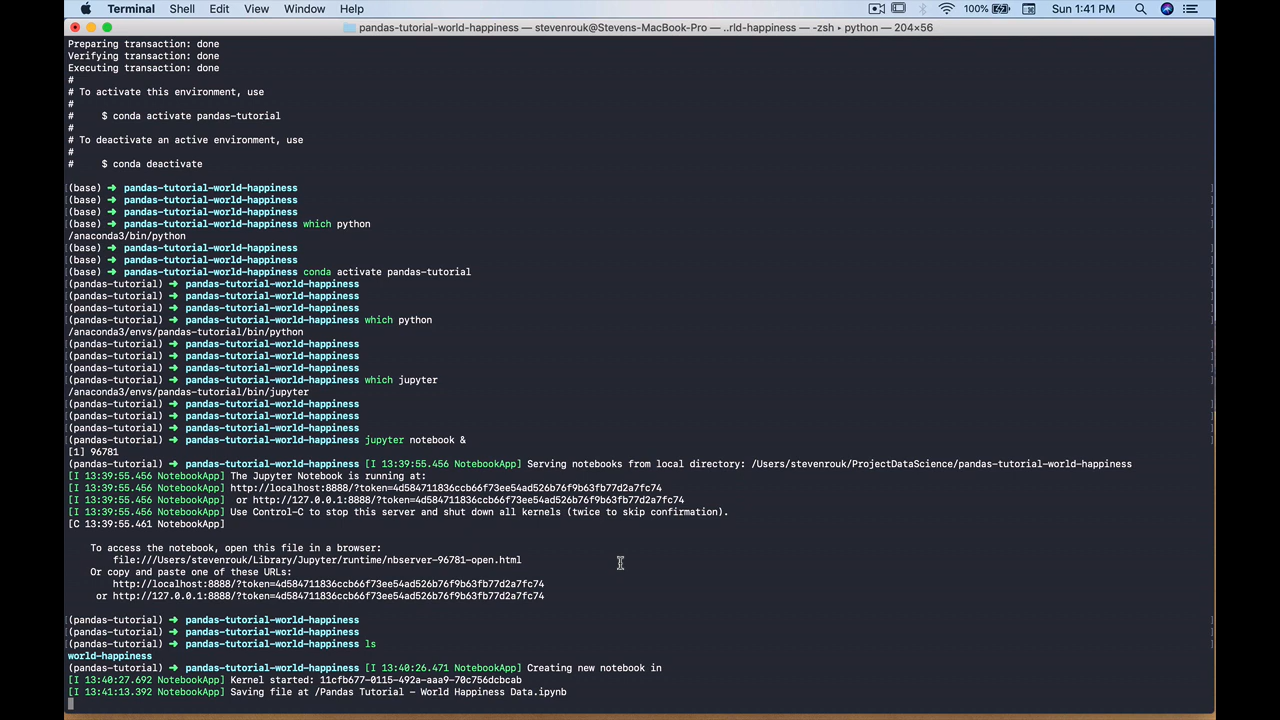 Terminal Shell Edit View Window Help 100% Sun 1:41 PM
pandas-tutorial-world-happiness — stevenrouk@Stevens-MacBook-Pro — ..rld-happiness — -zsh ▸ python — 204×56
Preparing transaction: done
Verifying transaction: done
Executing transaction: done
#
# To activate this environment, use
#
#     $ conda activate pandas-tutorial
#
# To deactivate an active environment, use
#
#     $ conda deactivate
[(base) ➜  pandas-tutorial-world-happiness ]
[(base) ➜  pandas-tutorial-world-happiness ]
[(base) ➜  pandas-tutorial-world-happiness ]
[(base) ➜  pandas-tutorial-world-happiness which python ]
/anaconda3/bin/python
[(base) ➜  pandas-tutorial-world-happiness ]
[(base) ➜  pandas-tutorial-world-happiness ]
[(base) ➜  pandas-tutorial-world-happiness conda activate pandas-tutorial ]
[(pandas-tutorial) ➜  pandas-tutorial-world-happiness ]
[(pandas-tutorial) ➜  pandas-tutorial-world-happiness ]
[(pandas-tutorial) ➜  pandas-tutorial-world-happiness ]
[(pandas-tutorial) ➜  pandas-tutorial-world-happiness which python ]
/anaconda3/envs/pandas-tutorial/bin/python
[(pandas-tutorial) ➜  pandas-tutorial-world-happiness ]
[(pandas-tutorial) ➜  pandas-tutorial-world-happiness ]
[(pandas-tutorial) ➜  pandas-tutorial-world-happiness ]
[(pandas-tutorial) ➜  pandas-tutorial-world-happiness which jupyter ]
/anaconda3/envs/pandas-tutorial/bin/jupyter
[(pandas-tutorial) ➜  pandas-tutorial-world-happiness ]
[(pandas-tutorial) ➜  pandas-tutorial-world-happiness ]
[(pandas-tutorial) ➜  pandas-tutorial-world-happiness ]
[(pandas-tutorial) ➜  pandas-tutorial-world-happiness jupyter notebook & ]
[1] 96781
(pandas-tutorial) ➜  pandas-tutorial-world-happiness [I 13:39:55.456 NotebookApp] Serving notebooks from local directory: /Users/stevenrouk/ProjectDataScience/pandas-tutorial-world-happiness
[I 13:39:55.456 NotebookApp] The Jupyter Notebook is running at:
[I 13:39:55.456 NotebookApp] http://localhost:8888/?token=4d584711836ccb66f73ee54ad526b76f9b63fb77d2a7fc74
[I 13:39:55.456 NotebookApp]  or http://127.0.0.1:8888/?token=4d584711836ccb66f73ee54ad526b76f9b63fb77d2a7fc74
[I 13:39:55.456 NotebookApp] Use Control-C to stop this server and shut down all kernels (twice to skip confirmation).
[C 13:39:55.461 NotebookApp]
To access the notebook, open this file in a browser:
file:///Users/stevenrouk/Library/Jupyter/runtime/nbserver-96781-open.html
Or copy and paste one of these URLs:
http://localhost:8888/?token=4d584711836ccb66f73ee54ad526b76f9b63fb77d2a7fc74
or http://127.0.0.1:8888/?token=4d584711836ccb66f73ee54ad526b76f9b63fb77d2a7fc74
[(pandas-tutorial) ➜  pandas-tutorial-world-happiness ]
[(pandas-tutorial) ➜  pandas-tutorial-world-happiness ]
[(pandas-tutorial) ➜  pandas-tutorial-world-happiness ls ]
world-happiness
(pandas-tutorial) ➜  pandas-tutorial-world-happiness [I 13:40:26.471 NotebookApp] Creating new notebook in
[I 13:40:27.692 NotebookApp] Kernel started: 11cfb677-0115-492a-aaa9-70c756dcbcab
[I 13:41:13.392 NotebookApp] Saving file at /Pandas Tutorial – World Happiness Data.ipynb